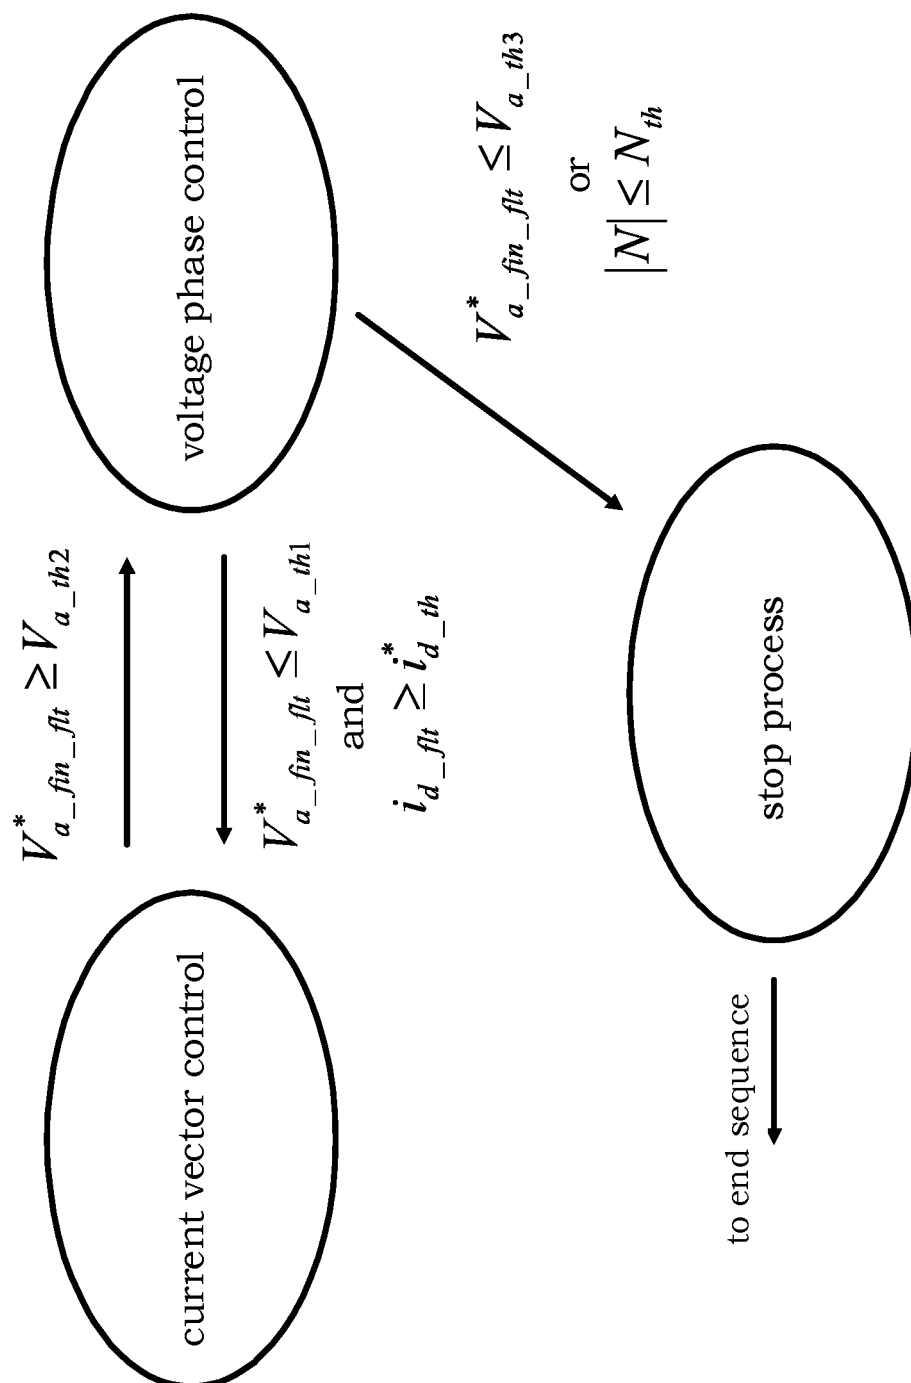 V*a_fin_flt ≥ Va_th2
current vector control
voltage phase control
V*a_fin_flt ≤ Va_th1
and
id_flt ≥ i*d_th
V*a_fin_flt ≤ Va_th3
or
|N| ≤ Nth
to end sequence
stop process